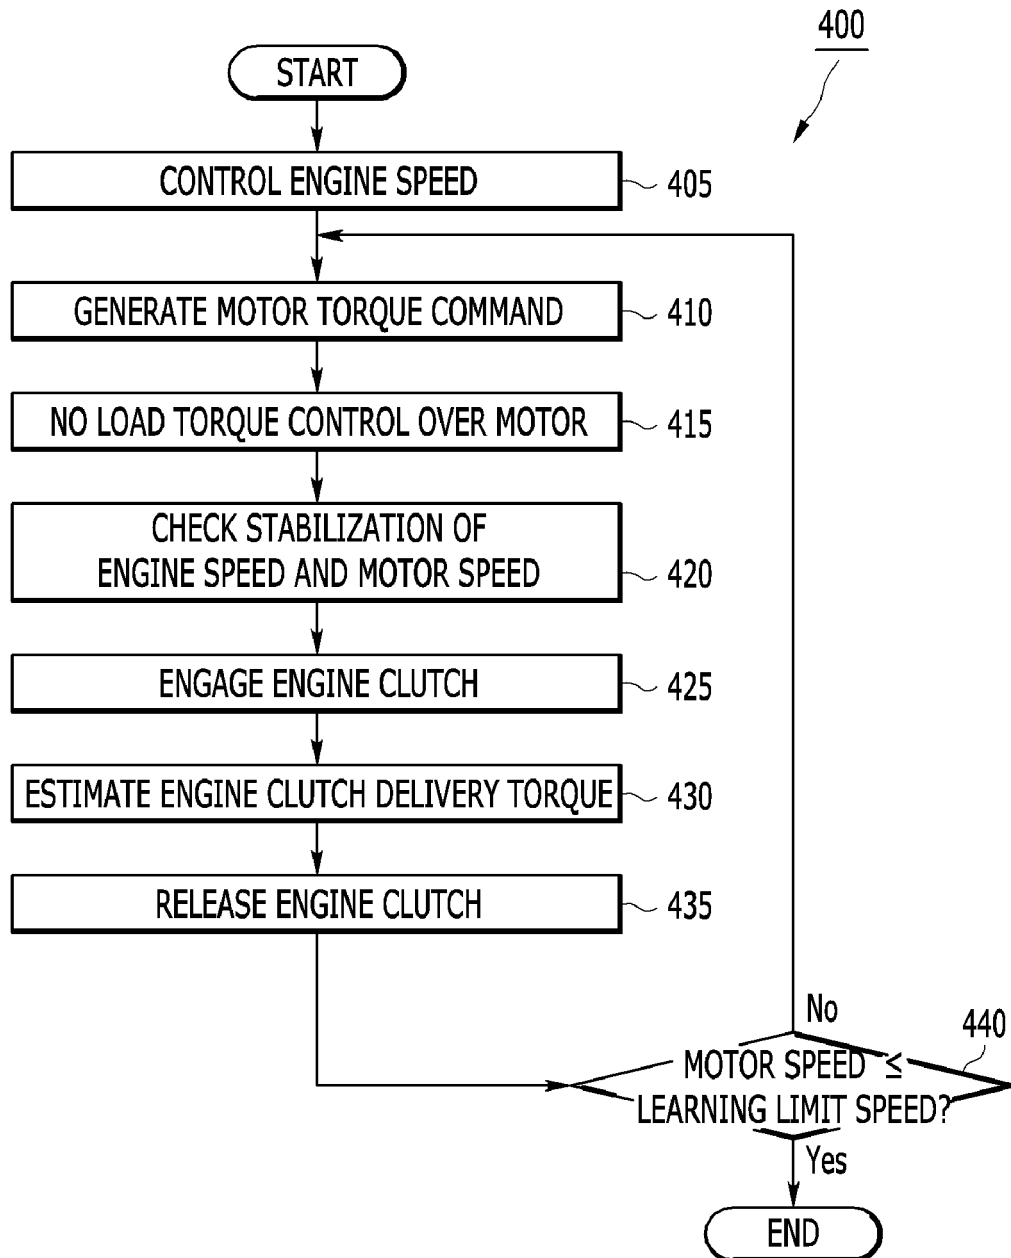 400
START
CONTROL ENGINE SPEED
405
GENERATE MOTOR TORQUE COMMAND
410
NO LOAD TORQUE CONTROL OVER MOTOR
415
CHECK STABILIZATION OF
ENGINE SPEED AND MOTOR SPEED
420
ENGAGE ENGINE CLUTCH
425
ESTIMATE ENGINE CLUTCH DELIVERY TORQUE
430
RELEASE ENGINE CLUTCH
435
No
440
MOTOR SPEED ≤
LEARNING LIMIT SPEED?
Yes
END